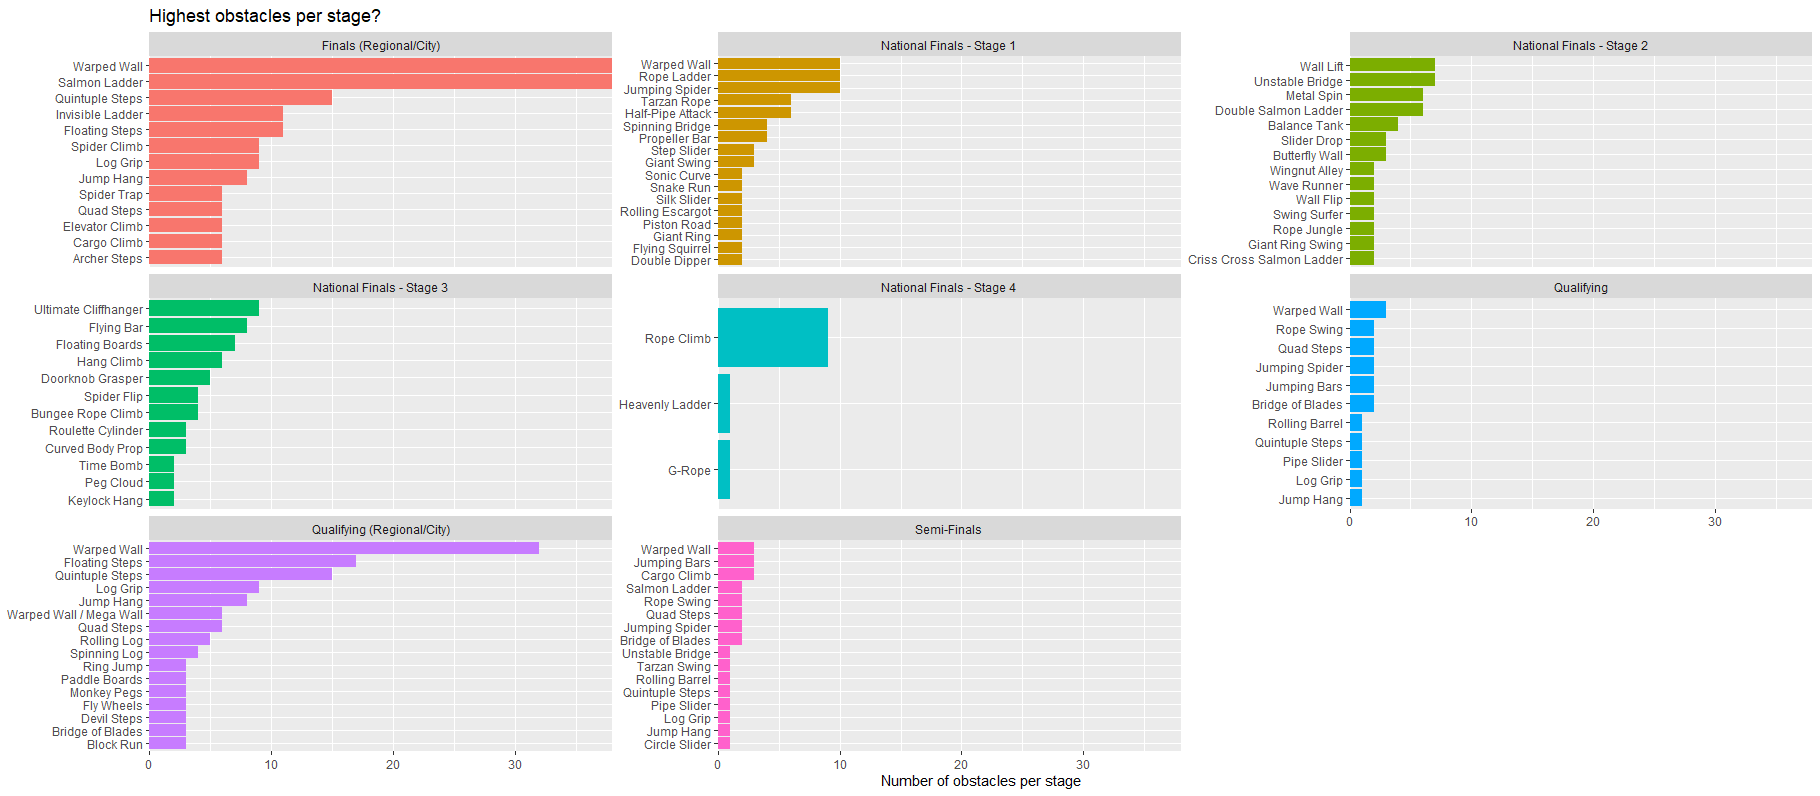 Highest obstacles per stage?
Finals (Regional/City)
Warped Wall
Salmon Ladder
Quintuple Steps
Invisible Ladder
Floating Steps
Spider Climb
Log Grip
Jump Hang
Spider Trap
Quad Steps
Elevator Climb
Cargo Climb
Archer Steps
National Finals - Stage 1
Warped Wall
Rope Ladder
Jumping Spider
Tarzan Rope
Half-Pipe Attack
Spinning Bridge
Propeller Bar
Step Slider
Giant Swing
Sonic Curve
Snake Run
Silk Slider
Rolling Escargot
Piston Road
Giant Ring
Flying Squirrel
Double Dipper
National Finals - Stage 2
Wall Lift
Unstable Bridge
Metal Spin
Double Salmon Ladder
Balance Tank
Slider Drop
Butterfly Wall
Wingnut Alley
Wave Runner
Wall Flip
Swing Surfer
Rope Jungle
Giant Ring Swing
Criss Cross Salmon Ladder
National Finals - Stage 3
Ultimate Cliffhanger
Flying Bar
Floating Boards
Hang Climb
Doorknob Grasper
Spider Flip
Bungee Rope Climb
Roulette Cylinder
Curved Body Prop
Time Bomb
Peg Cloud
Keylock Hang
National Finals - Stage 4
Rope Climb
Heavenly Ladder
G-Rope
Qualifying
Warped Wall
Rope Swing
Quad Steps
Jumping Spider
Jumping Bars
Bridge of Blades
Rolling Barrel
Quintuple Steps
Pipe Slider
Log Grip
Jump Hang
0 10 20 30
Qualifying (Regional/City)
Warped Wall
Floating Steps
Quintuple Steps
Log Grip
Jump Hang
Warped Wall / Mega Wall
Quad Steps
Rolling Log
Spinning Log
Ring Jump
Paddle Boards
Monkey Pegs
Fly Wheels
Devil Steps
Bridge of Blades
Block Run
0 10 20 30
Semi-Finals
Warped Wall
Jumping Bars
Cargo Climb
Salmon Ladder
Rope Swing
Quad Steps
Jumping Spider
Bridge of Blades
Unstable Bridge
Tarzan Swing
Rolling Barrel
Quintuple Steps
Pipe Slider
Log Grip
Jump Hang
Circle Slider
0 10 20 30
Number of obstacles per stage